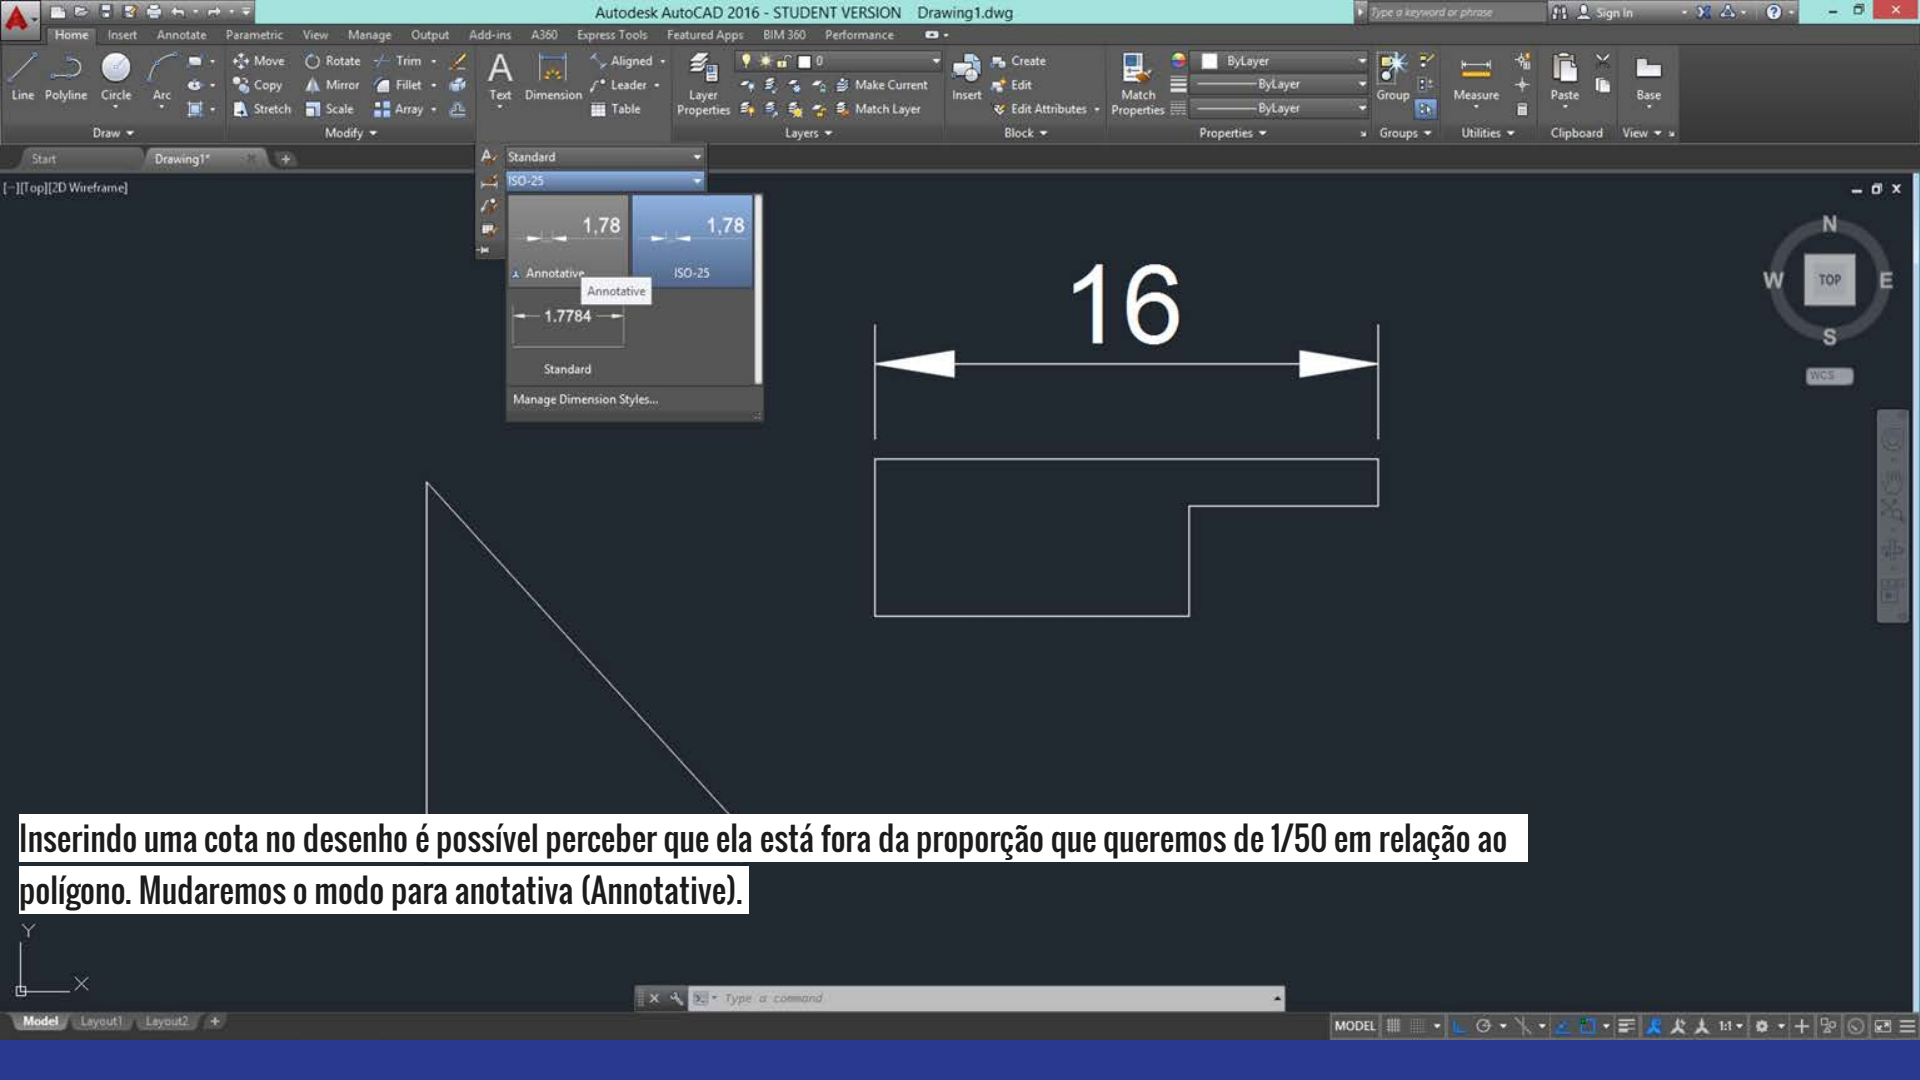 Autodesk AutoCAD 2016 - STUDENT VERSION Drawing1.dwg
Type a keyword or phrase
Sign In
Home Insert Annotate Parametric View Manage Output Add-ins A360 Express Tools Featured Apps BIM 360 Performance
Line Polyline Circle Arc
Draw
Move Rotate Trim
Copy Mirror Fillet
Stretch Scale Array
Modify
Text Dimension
Aligned
Leader
Table
Layer Properties
0
Make Current
Match Layer
Layers
Insert
Create
Edit
Edit Attributes
Block
Match Properties
ByLayer
ByLayer
ByLayer
Properties
Group
Groups
Measure
Utilities
Paste
Clipboard
Base
View
Start Drawing1*
Standard
ISO-25
[-][Top][2D Wireframe]
1,78
Annotative
1,78
ISO-25
Annotative
1.7784
Standard
Manage Dimension Styles...
16
N
W TOP E
S
WCS
Inserindo uma cota no desenho é possível perceber que ela está fora da proporção que queremos de 1/50 em relação ao
polígono. Mudaremos o modo para anotativa (Annotative).
Y
X
Type a command
Model Layout1 Layout2 +
MODEL 1:1